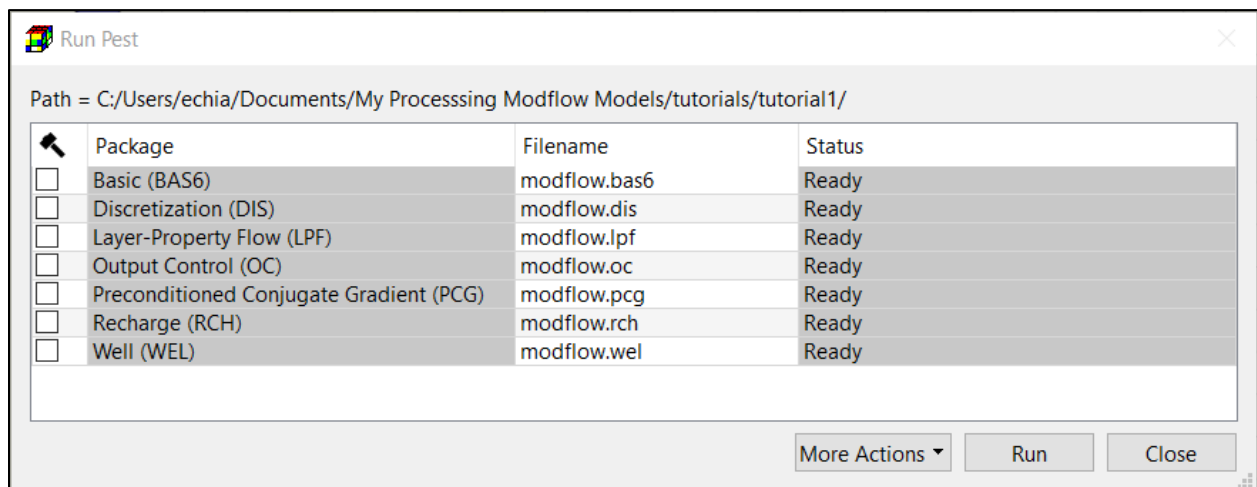 Run Pest
Path = C:/Users/echia/Documents/My Processsing Modflow Models/tutorials/tutorial1/
Package Filename Status
Basic (BAS6) modflow.bas6 Ready
Discretization (DIS) modflow.dis Ready
Layer-Property Flow (LPF) modflow.lpf Ready
Output Control (OC) modflow.oc Ready
Preconditioned Conjugate Gradient (PCG) modflow.pcg Ready
Recharge (RCH) modflow.rch Ready
Well (WEL) modflow.wel Ready
More Actions Run Close